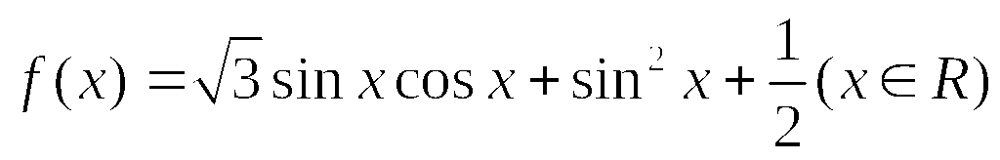 f(x) = √3 sin x cos x + sin² x + 1/2 (x ∈ R)